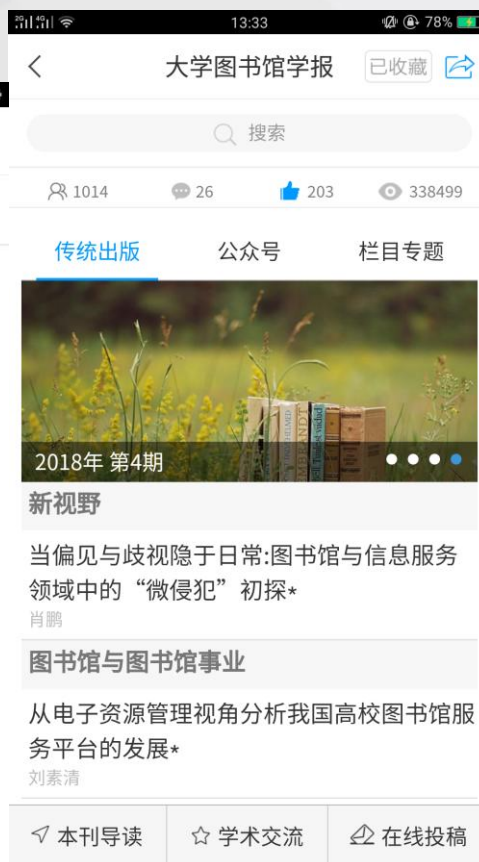 2G 4G 13:33 78%
大学图书馆学报 已收藏
搜索
1014 26 203 338499
传统出版 公众号 栏目专题
2018年 第4期
新视野
当偏见与歧视隐于日常:图书馆与信息服务
领域中的“微侵犯”初探*
肖鹏
图书馆与图书馆事业
从电子资源管理视角分析我国高校图书馆服
务平台的发展*
刘素清
本刊导读 学术交流 在线投稿